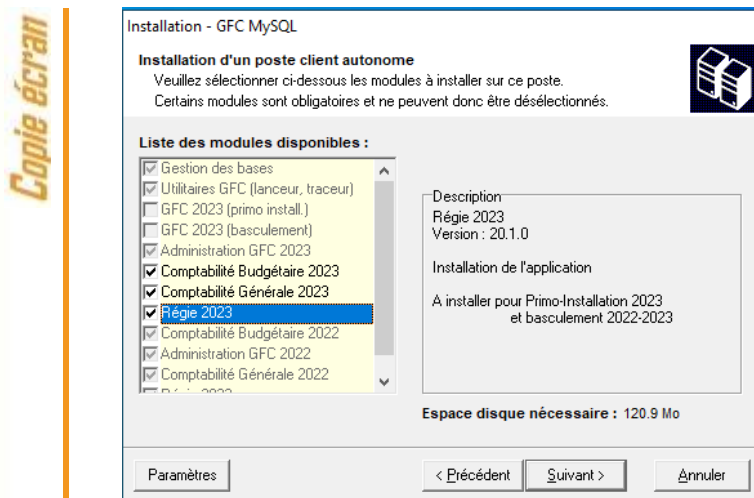 Copie écran
Installation - GFC MySQL
Installation d'un poste client autonome
Veuillez sélectionner ci-dessous les modules à installer sur ce poste.
Certains modules sont obligatoires et ne peuvent donc être désélectionnés.
Liste des modules disponibles :
Gestion des bases
Utilitaires GFC (lanceur, traceur)
GFC 2023 (primo install.)
GFC 2023 (basculement)
Administration GFC 2023
Comptabilité Budgétaire 2023
Comptabilité Générale 2023
Régie 2023
Comptabilité Budgétaire 2022
Administration GFC 2022
Comptabilité Générale 2022
Description
Régie 2023
Version : 20.1.0
Installation de l'application
A installer pour Primo-Installation 2023
et basculement 2022-2023
Espace disque nécessaire : 120.9 Mo
Paramètres
< Précédent
Suivant >
Annuler